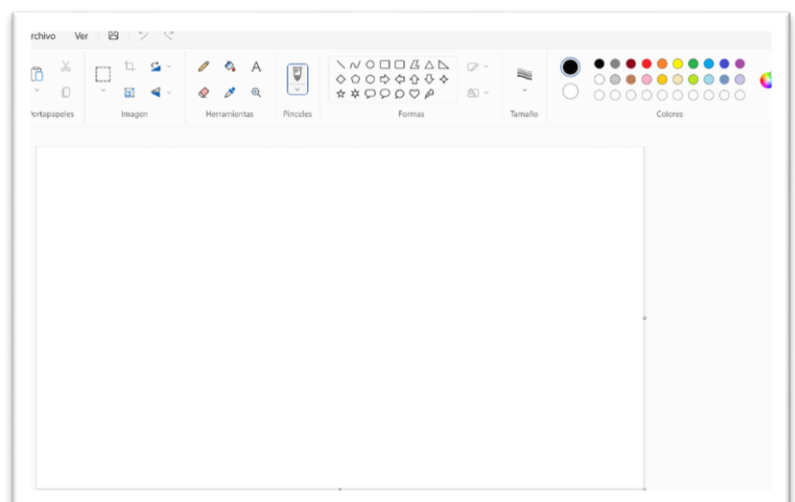 rchivo Ver
A
Portapapeles Imagen Herramientas Pinceles Formas Tamaño Colores